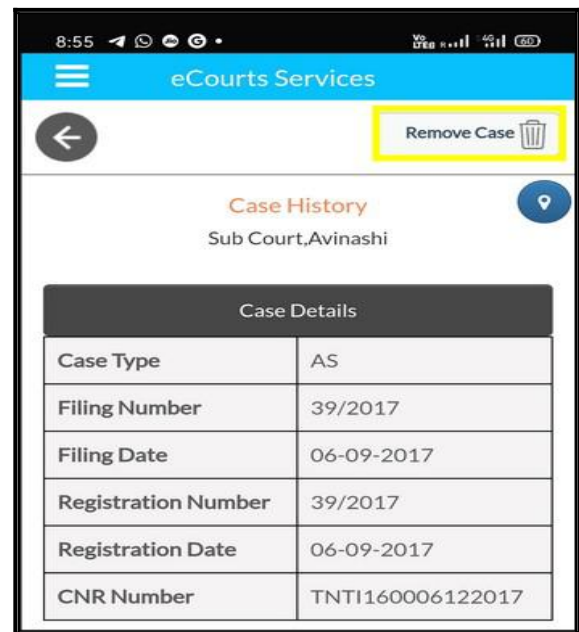 8:55
eCourts Services
Remove Case
Case History
Sub Court,Avinashi
Case Details
Case Type AS
Filing Number 39/2017
Filing Date 06-09-2017
Registration Number 39/2017
Registration Date 06-09-2017
CNR Number TNTI160006122017